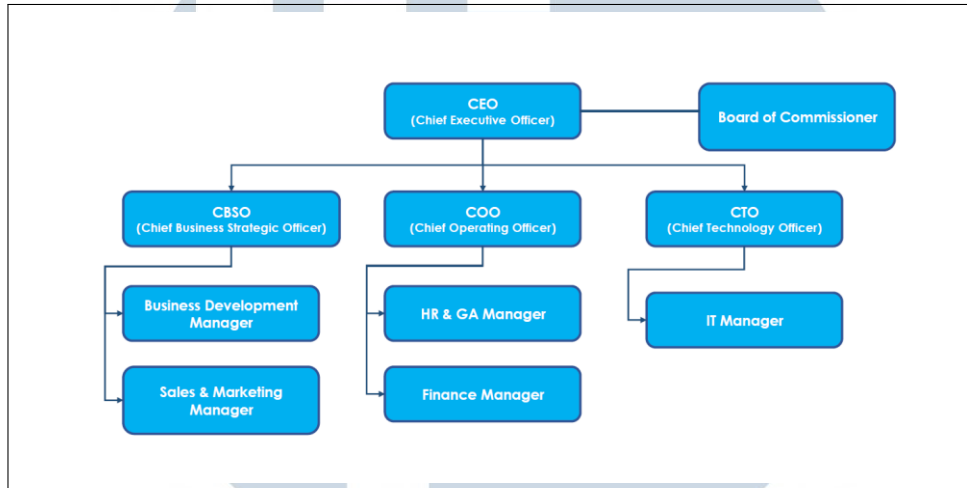 CEO
(Chief Executive Officer)
Board of Commissioner
CBSO
(Chief Business Strategic Officer)
COO
(Chief Operating Officer)
CTO
(Chief Technology Officer)
Business Development
Manager
HR & GA Manager
IT Manager
Sales & Marketing
Manager
Finance Manager